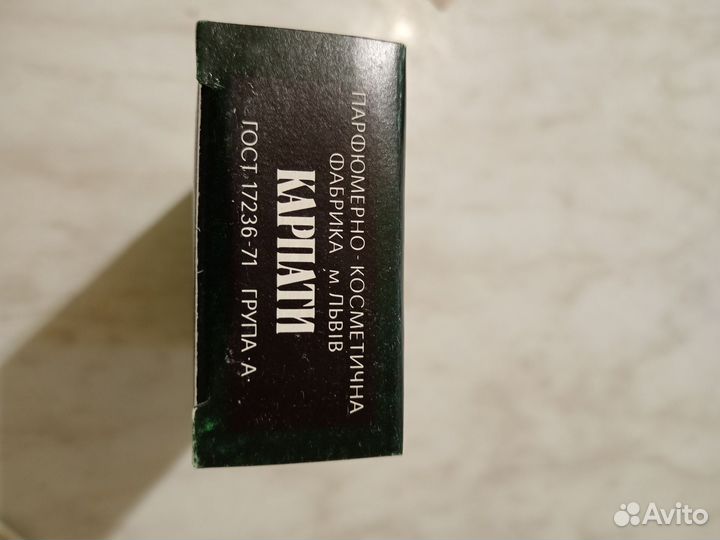 ПАРФЮМЕРНО-КОСМЕТИЧНА
ФАБРИКА м ЛЬВІВ
КАРПАТИ
ГОСТ 17236-71 ГРУПА·А·
Avito